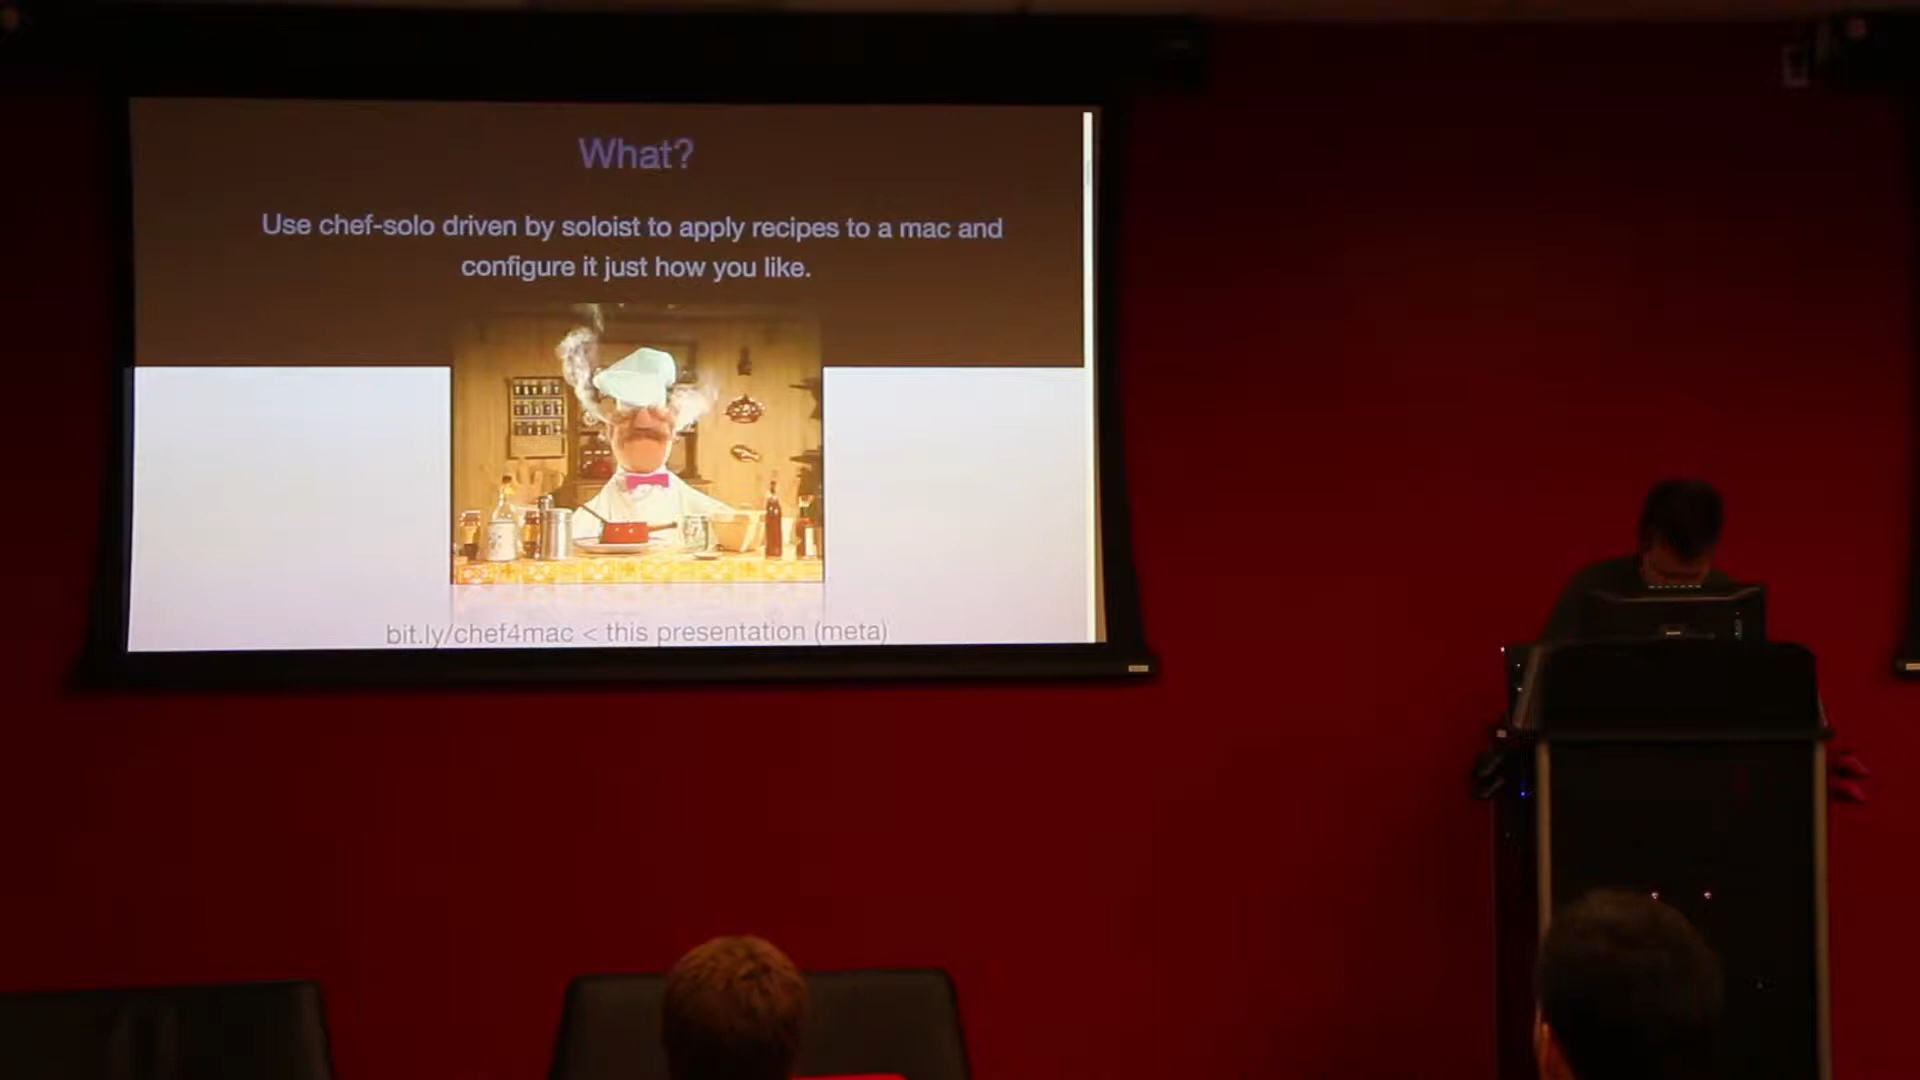 What?
Use chef-solo driven by soloist to apply recipes to a mac and
configure it just how you like.
bit.ly/chef4mac < this presentation (meta)